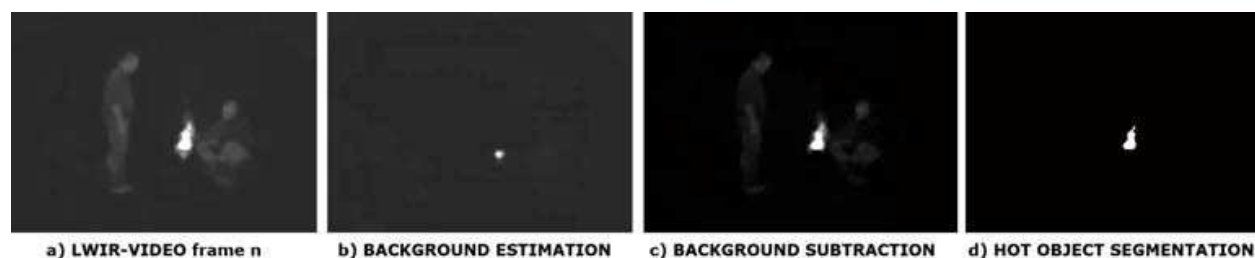 a) LWIR-VIDEO frame n
b) BACKGROUND ESTIMATION
c) BACKGROUND SUBTRACTION
d) HOT OBJECT SEGMENTATION